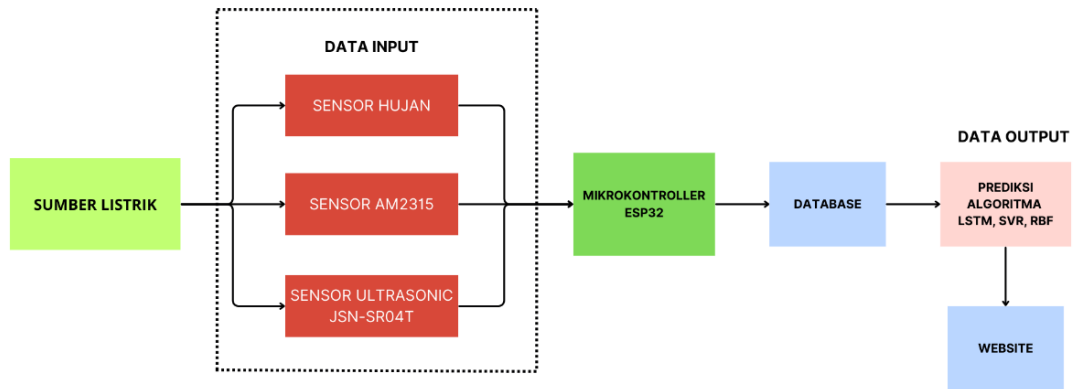 DATA INPUT
SENSOR HUJAN
SUMBER LISTRIK
SENSOR AM2315
SENSOR ULTRASONIC
JSN-SR04T
MIKROKONTROLLER
ESP32
DATABASE
DATA OUTPUT
PREDIKSI
ALGORITMA
LSTM, SVR, RBF
WEBSITE